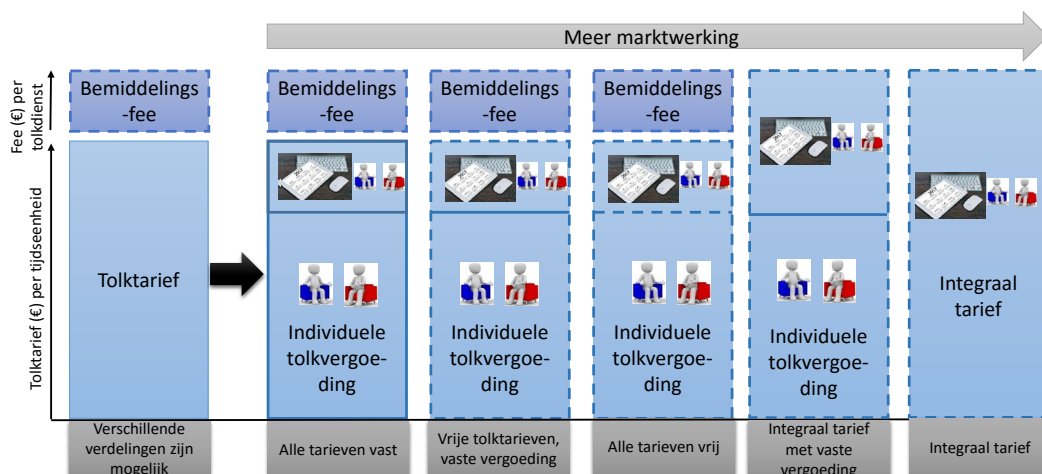 Meer marktwerking
Fee (€) per
tolkdienst
Bemiddelings
-fee
Bemiddelings
-fee
Bemiddelings
-fee
Bemiddelings
-fee
Tolktarief (€) per tijdseenheid
Tolktarief
Individuele
tolkvergoe-
ding
Individuele
tolkvergoe-
ding
Individuele
tolkvergoe-
ding
Individuele
tolkvergoe-
ding
Integraal
tarief
Verschillende
verdelingen zijn
mogelijk
Alle tarieven vast
Vrije tolktarieven,
vaste vergoeding
Alle tarieven vrij
Integraal tarief
met vaste
vergoeding
Integraal tarief